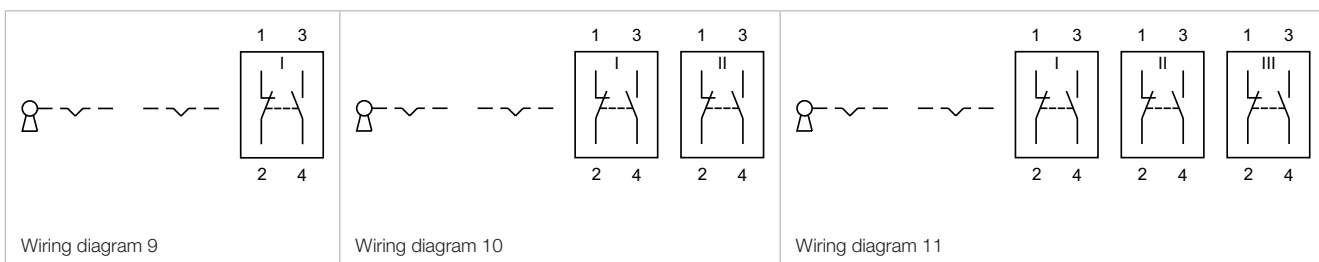 1 3
I
2 4
Wiring diagram 9
1 3 1 3
I II
2 4 2 4
Wiring diagram 10
1 3 1 3 1 3
I II III
2 4 2 4 2 4
Wiring diagram 11